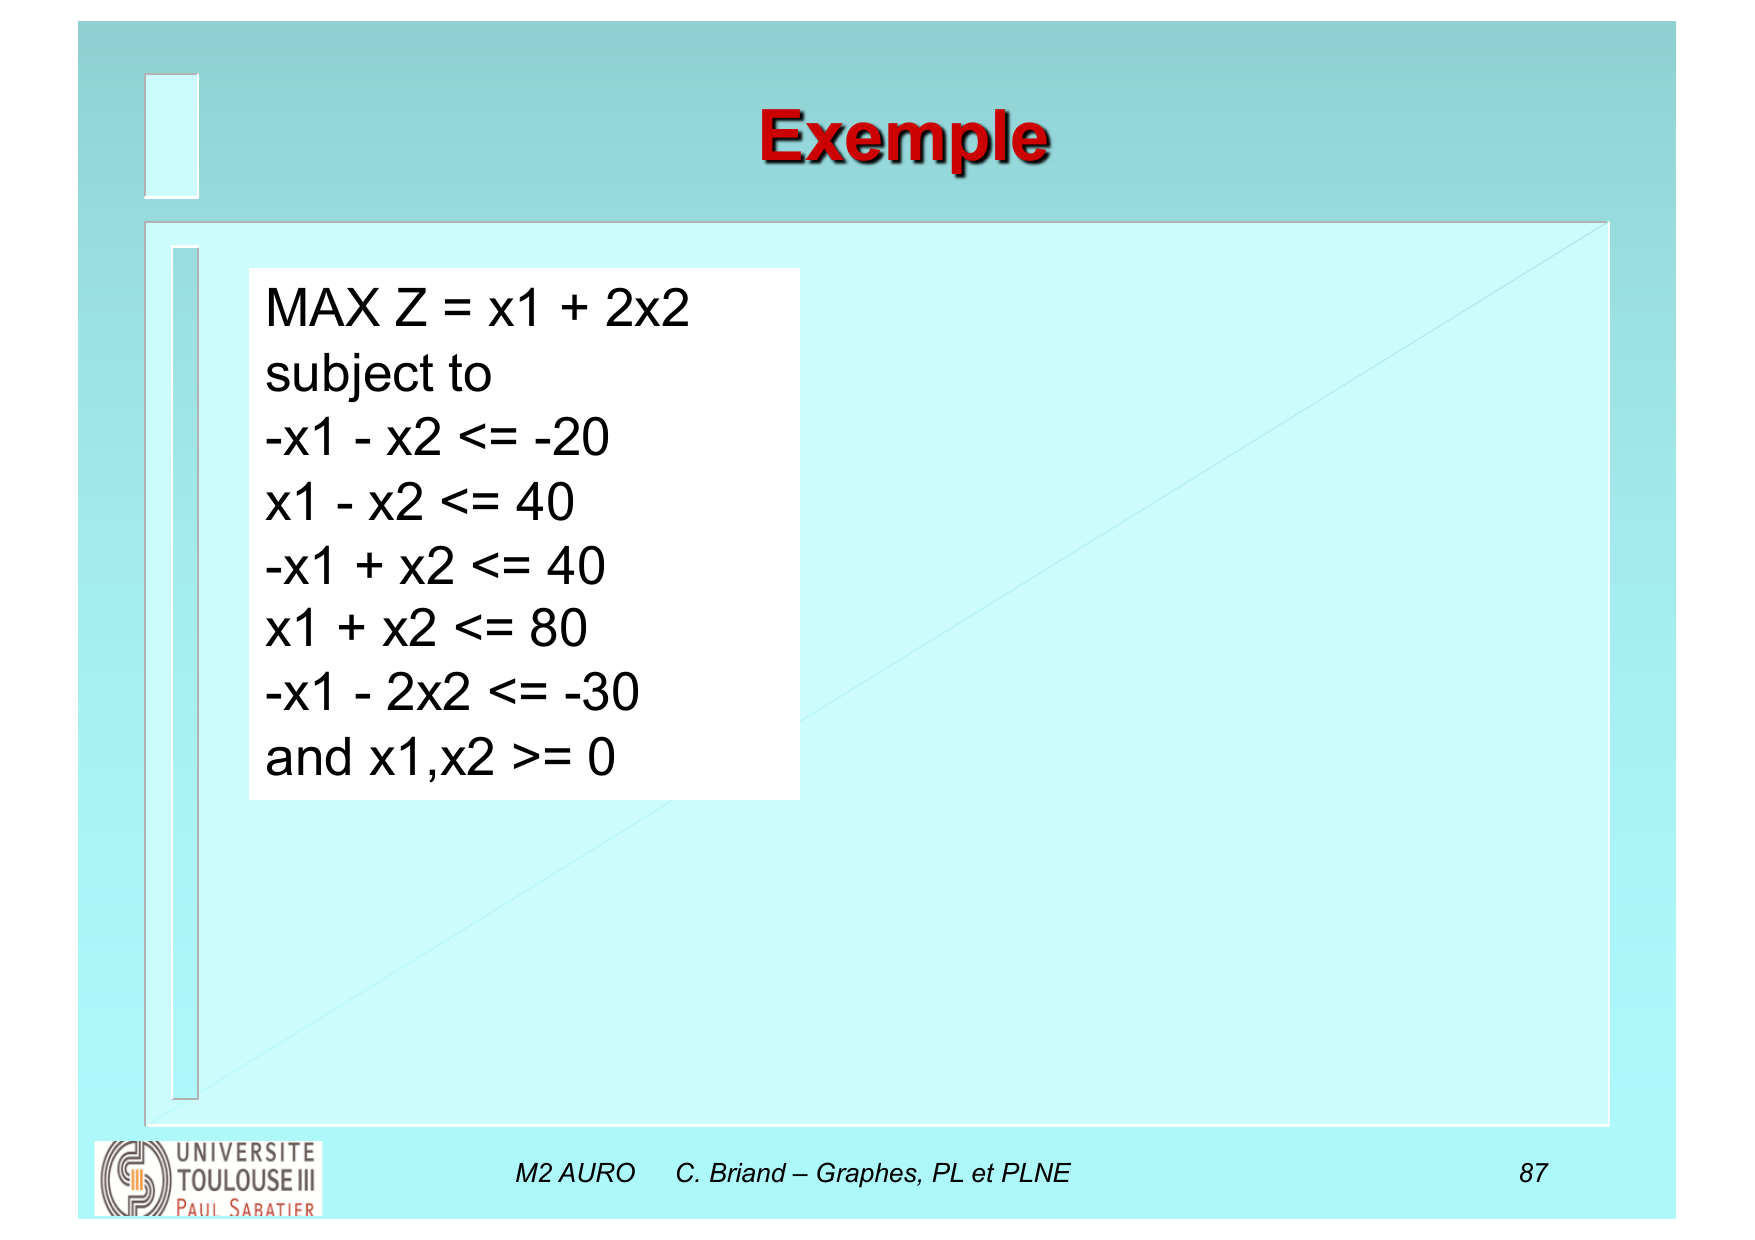 Exemple
MAX Z = x1 + 2x2
subject to
-x1 - x2 <= -20
x1 - x2 <= 40
-x1 + x2 <= 40
x1 + x2 <= 80
-x1 - 2x2 <= -30
and x1,x2 >= 0
UNIVERSITE
TOULOUSE III
PAUL SABATIER
M2 AURO C. Briand – Graphes, PL et PLNE
87